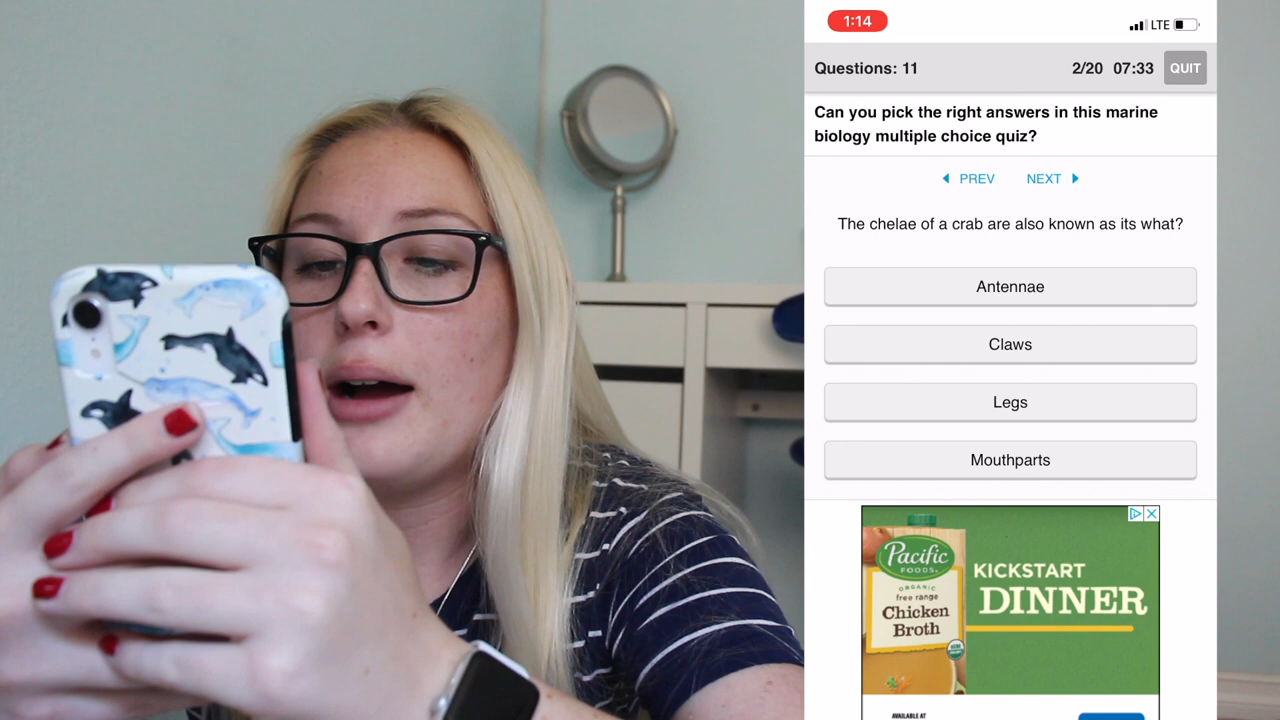 1:14
LTE
Questions: 11
2/20 07:33 QUIT
Can you pick the right answers in this marine
biology multiple choice quiz?
PREV NEXT
The chelae of a crab are also known as its what?
Antennae
Claws
Legs
Mouthparts
Pacific
FOODS
ORGANIC
free range
Chicken
Broth
KICKSTART
DINNER
AVAILABLE AT